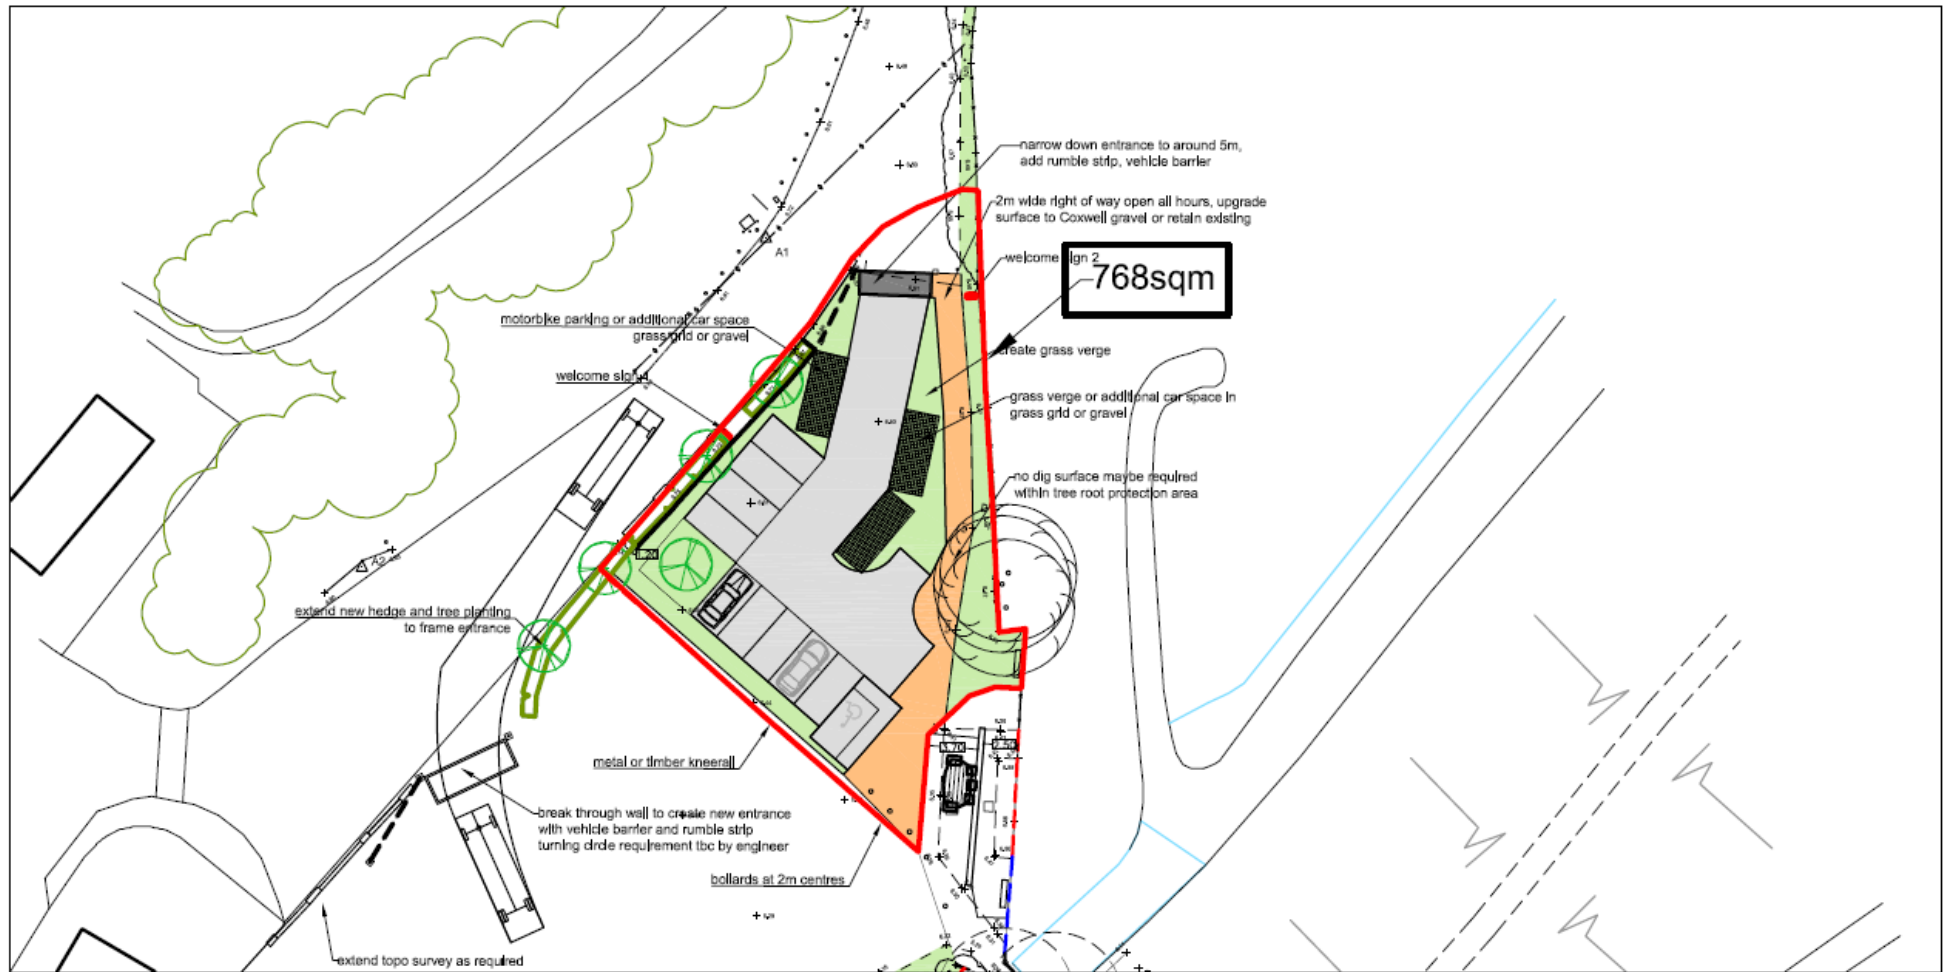 narrow down entrance to around 5m,
add rumble strip, vehicle barrier
2m wide right of way open all hours, upgrade
surface to Coxwell gravel or retain existing
welcome sign 2
768sqm
A1
motorbike parking or additional car space
grass grid or gravel
create grass verge
welcome sign
grass verge or additional car space in
grass grid or gravel
no dig surface maybe required
within tree root protection area
A2
extend new hedge and tree planting
to frame entrance
metal or timber kneerail
3.70
2.50
break through wall to create new entrance
with vehicle barrier and rumble strip
turning circle requirement tbc by engineer
bollards at 2m centres
extend topo survey as required